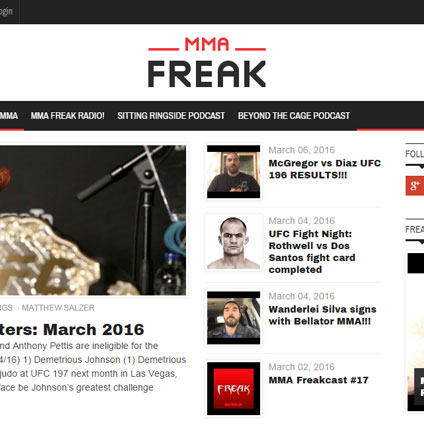 ogin
MMA
FREAK
MMA MMA FREAK RADIO! SITTING RINGSIDE PODCAST BEYOND THE CAGE PODCAST
NGS - MATTHEW SALZER
ters: March 2016
nd Anthony Pettis are ineligible for the
4/16) 1) Demetrious Johnson (1) Demetrious
judo at UFC 197 next month in Las Vegas,
face be Johnson's greatest challenge
March 06, 2016
McGregor vs Diaz UFC
196 RESULTS!!!
March 04, 2016
UFC Fight Night:
Rothwell vs Dos
Santos fight card
completed
March 04, 2016
Wanderlei Silva signs
with Bellator MMA!!!
FREAK
March 02, 2016
MMA Freakcast #17
FOLL
g+
FREA